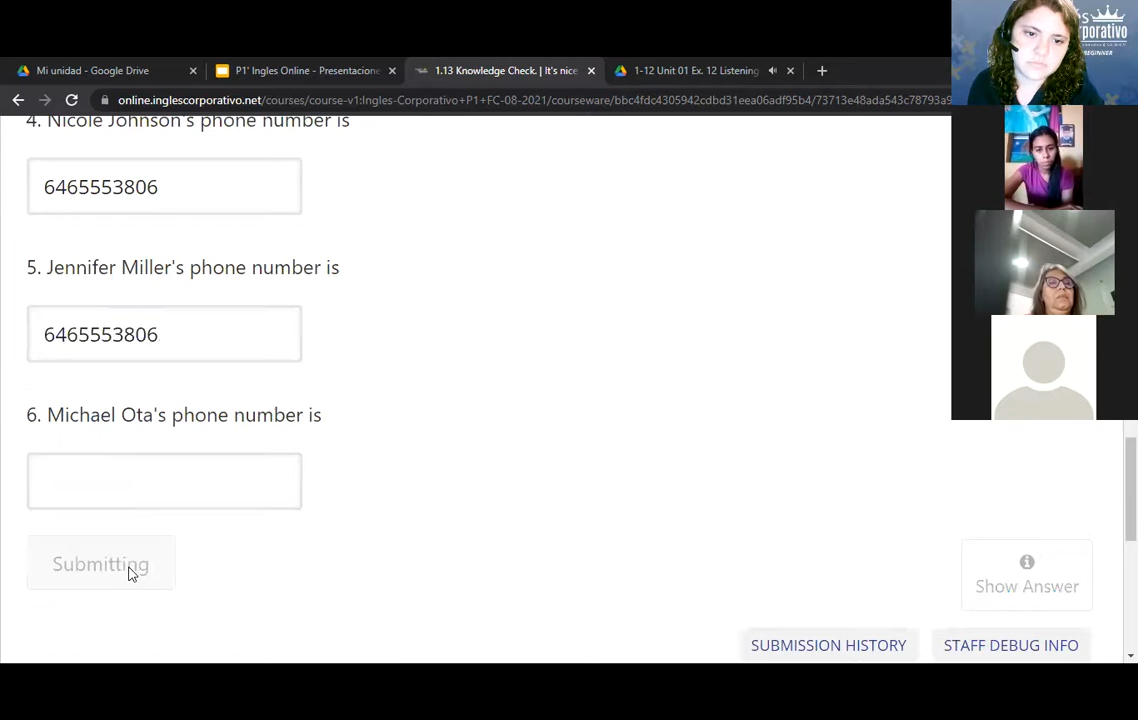 s
rporativo
BEGINNER
Mi unidad - Google Drive
P1' Ingles Online - Presentacione
1.13 Knowledge Check. | It's nice
1-12 Unit 01 Ex. 12 Listening
online.inglescorporativo.net/courses/course-v1:Ingles-Corporativo+P1+FC-08-2021/courseware/bbc4fdc4305942cdbd31eea06adf95b4/73713e48ada543c78793a9
4. Nicole Johnson's phone number is
6465553806
5. Jennifer Miller's phone number is
6465553806
6. Michael Ota's phone number is
Submitting
Show Answer
SUBMISSION HISTORY
STAFF DEBUG INFO